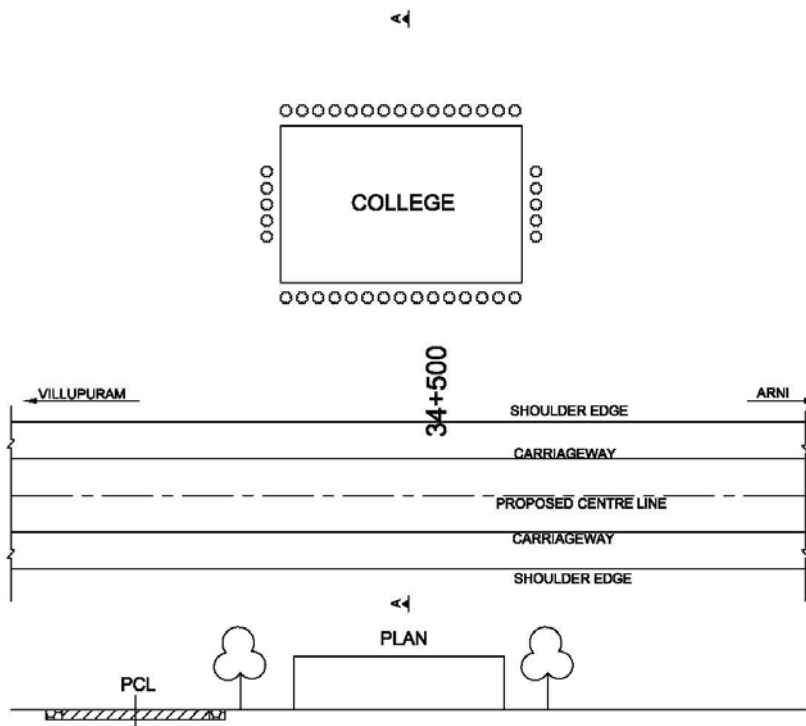 A
COLLEGE
34+500
VILLUPURAM
ARNI
SHOULDER EDGE
CARRIAGEWAY
PROPOSED CENTRE LINE
CARRIAGEWAY
SHOULDER EDGE
A
PLAN
PCL